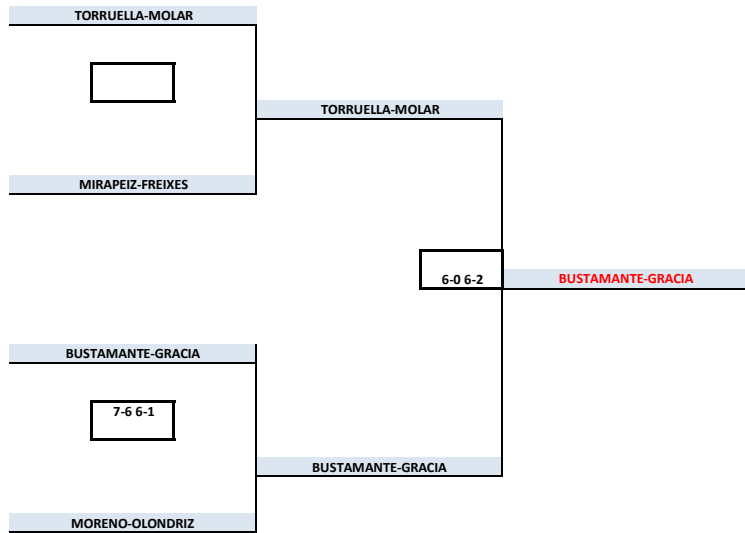 TORRUELLA-MOLAR
TORRUELLA-MOLAR
MIRAPEIZ-FREIXES
6-0 6-2
BUSTAMANTE-GRACIA
BUSTAMANTE-GRACIA
7-6 6-1
BUSTAMANTE-GRACIA
MORENO-OLONDRIZ